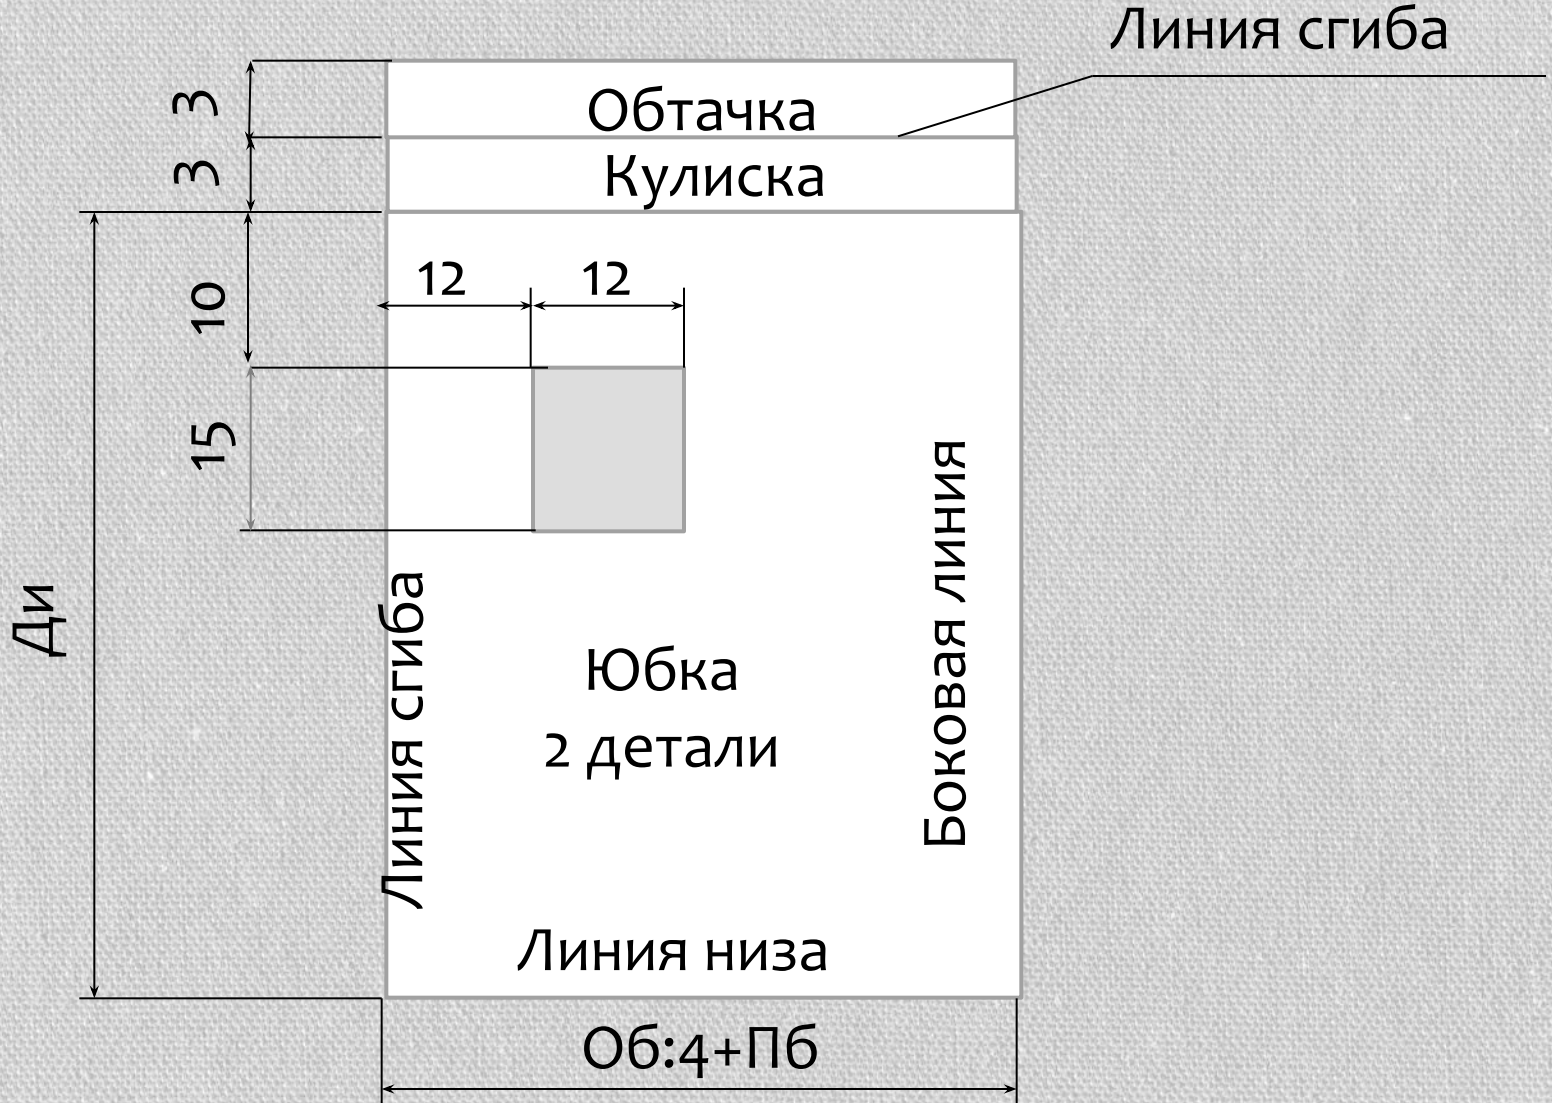 Линия сгиба
3
Обтачка
3
Кулиска
12
12
10
15
Ди
Линия сгиба
Боковая линия
Юбка
2 детали
Линия низа
Об:4+Пб